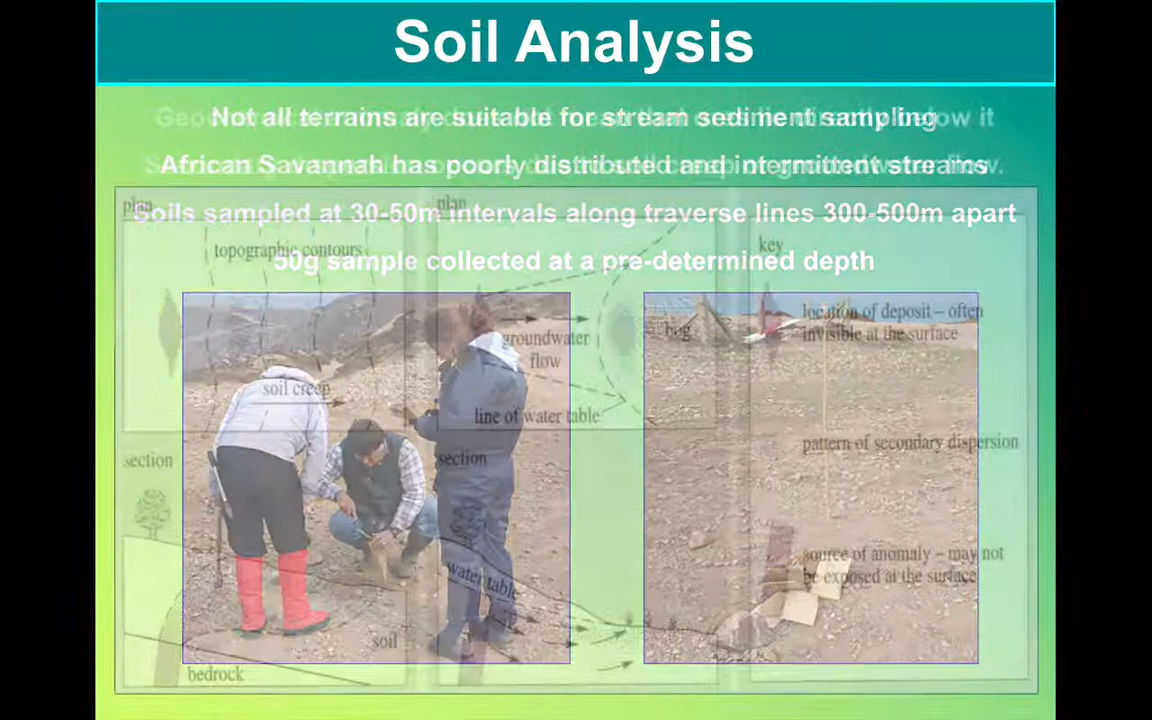 Soil Analysis
Not all terrains are suitable for stream sediment sampling
African Savannah has poorly distributed and intermittent streams
Soils sampled at 30-50m intervals along traverse lines 300-500m apart
50g sample collected at a pre-determined depth
plan
plan
topographic contours
key
location of deposit – often
invisible at the surface
bog
groundwater
flow
soil creep
line of water table
pattern of secondary dispersion
section
section
source of anomaly – may not
be exposed at the surface
water table
soil
bedrock